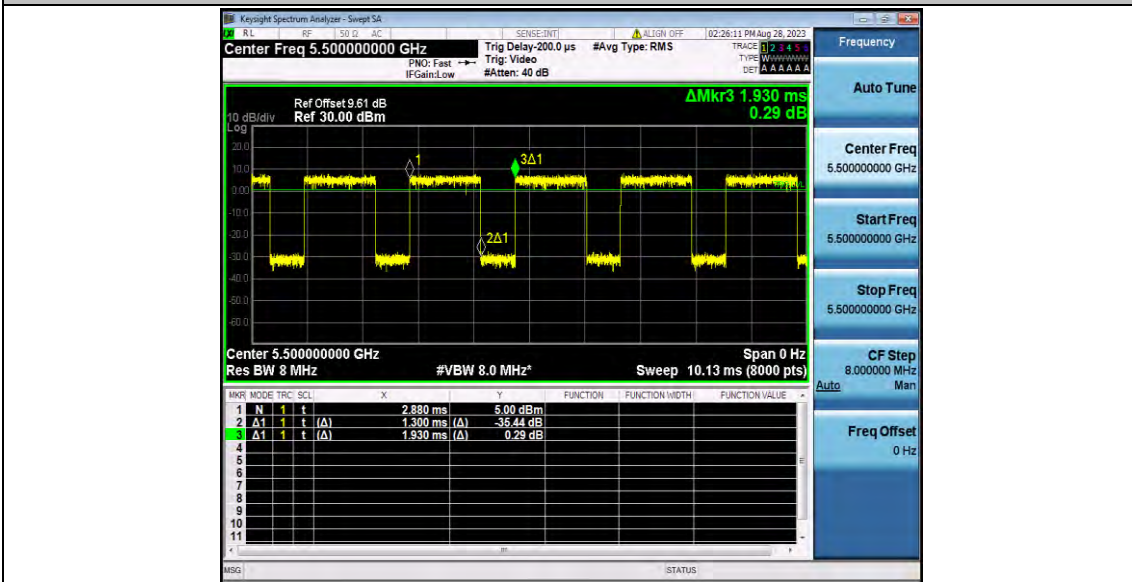 Keysight Spectrum Analyzer - Swept SA
RL RF 50 Ω AC SENSE:INT ALIGN OFF 02:26:11 PM Aug 28, 2023
Center Freq 5.500000000 GHz
PNO: Fast
IFGain:Low
Trig Delay-200.0 µs
Trig: Video
#Atten: 40 dB
#Avg Type: RMS
TRACE 1 2 3 4 5 6
TYPE WWWWWW
DET A A A A A A
Ref Offset 9.61 dB
Ref 30.00 dBm
10 dB/div
Log
ΔMkr3 1.930 ms
0.29 dB
20.0
10.0
0.00
-10.0
-20.0
-30.0
-40.0
-50.0
-60.0
1
3Δ1
2Δ1
Center 5.500000000 GHz Span 0 Hz
Res BW 8 MHz #VBW 8.0 MHz* Sweep 10.13 ms (8000 pts)
MKR MODE TRC SCL X Y FUNCTION FUNCTION WIDTH FUNCTION VALUE
1 N 1 t 2.880 ms 5.00 dBm
2 Δ1 1 t (Δ) 1.300 ms (Δ) -35.44 dB
3 Δ1 1 t (Δ) 1.930 ms (Δ) 0.29 dB
4
5
6
7
8
9
10
11
MSG STATUS
Frequency
Auto Tune
Center Freq
5.500000000 GHz
Start Freq
5.500000000 GHz
Stop Freq
5.500000000 GHz
CF Step
8.000000 MHz
Auto Man
Freq Offset
0 Hz